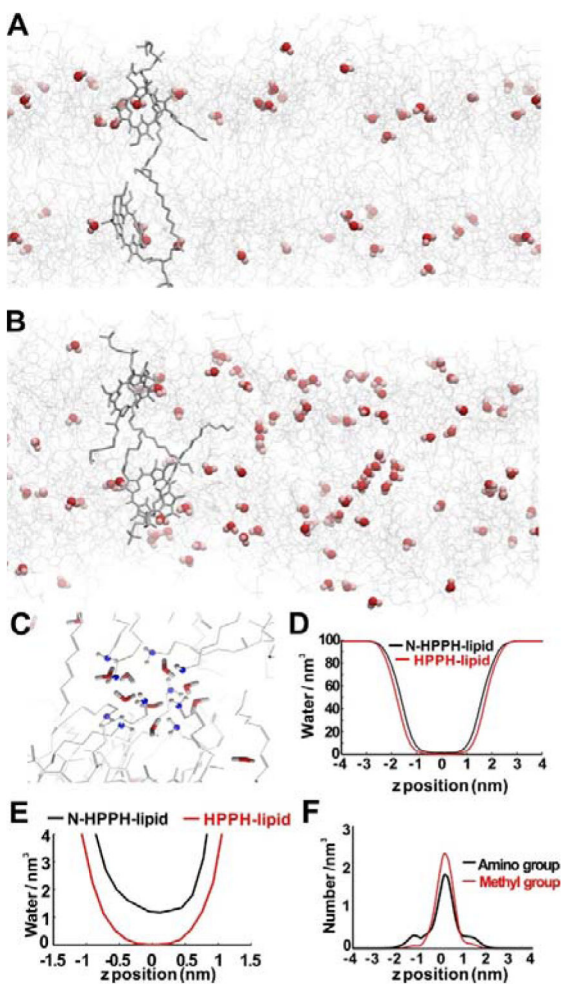 A
B
C
D
N-HPPH-lipid
HPPH-lipid
Water / nm³
100
80
60
40
20
0
-4 -3 -2 -1 0 1 2 3 4
z position (nm)
E
N-HPPH-lipid HPPH-lipid
Water / nm³
4
3
2
1
0
-1.5 -1 -0.5 0 0.5 1 1.5
z position (nm)
F
Amino group
Methyl group
Number / nm³
3
2
1
0
-4 -3 -2 -1 0 1 2 3 4
z position (nm)